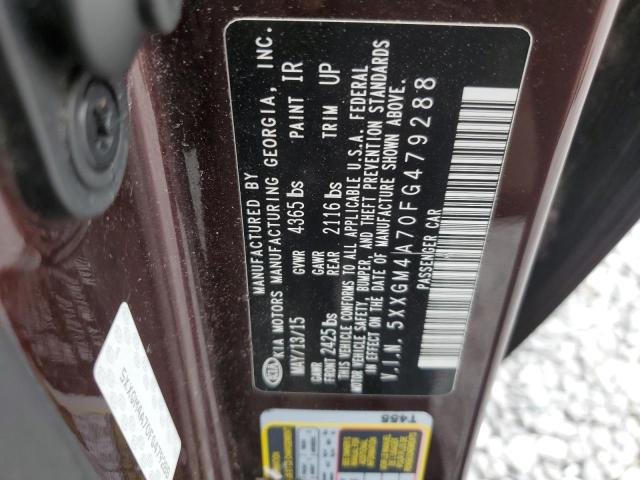 KIA
MANUFACTURED BY
KIA MOTORS MANUFACTURING GEORGIA, INC.
MAY/13/15 GVWR 4365 lbs PAINT IR
GAWR FRONT 2425 lbs GAWR REAR 2116 lbs TRIM UP
THIS VEHICLE CONFORMS TO ALL APPLICABLE U.S.A. FEDERAL
MOTOR VEHICLE SAFETY, BUMPER, AND THEFT PREVENTION STANDARDS
IN EFFECT ON THE DATE OF MANUFACTURE SHOWN ABOVE.
V.I.N. 5XXGM4A70FG479288
PASSENGER CAR
T455